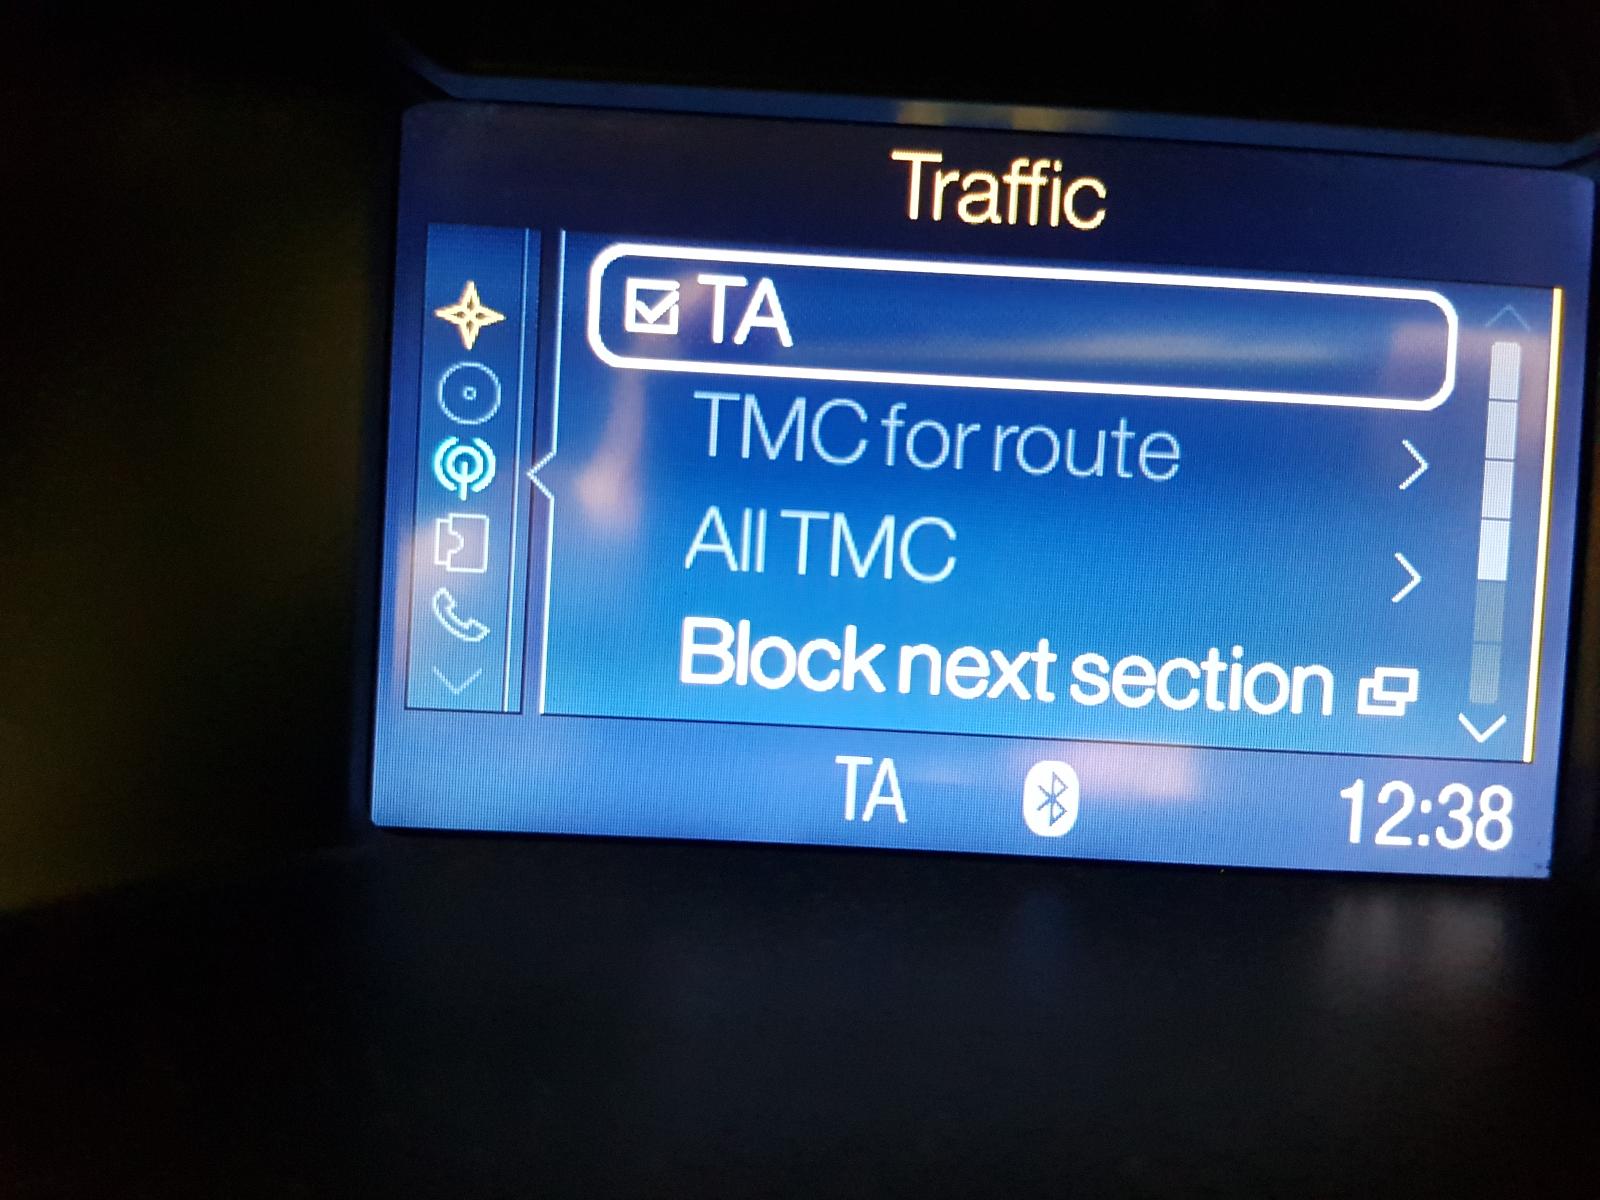 Traffic
TA
TMC for route
All TMC
Block next section
TA
12:38